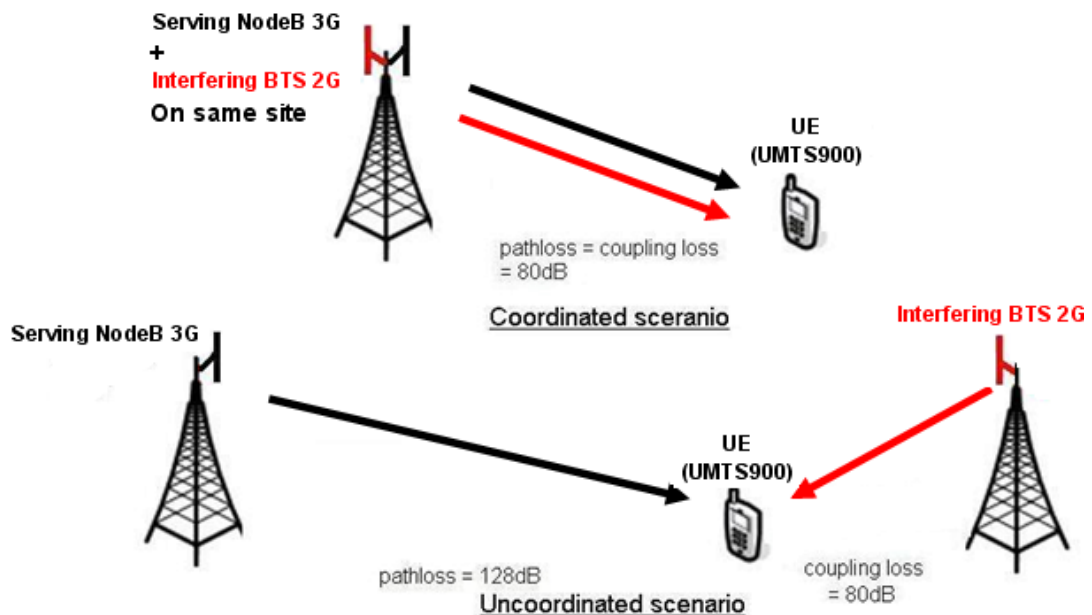 Serving NodeB 3G
+
Interfering BTS 2G
On same site
UE
(UMTS900)
pathloss = coupling loss
= 80dB
Coordinated sceranio
Serving NodeB 3G
Interfering BTS 2G
UE
(UMTS900)
pathloss = 128dB
coupling loss
= 80dB
Uncoordinated scenario